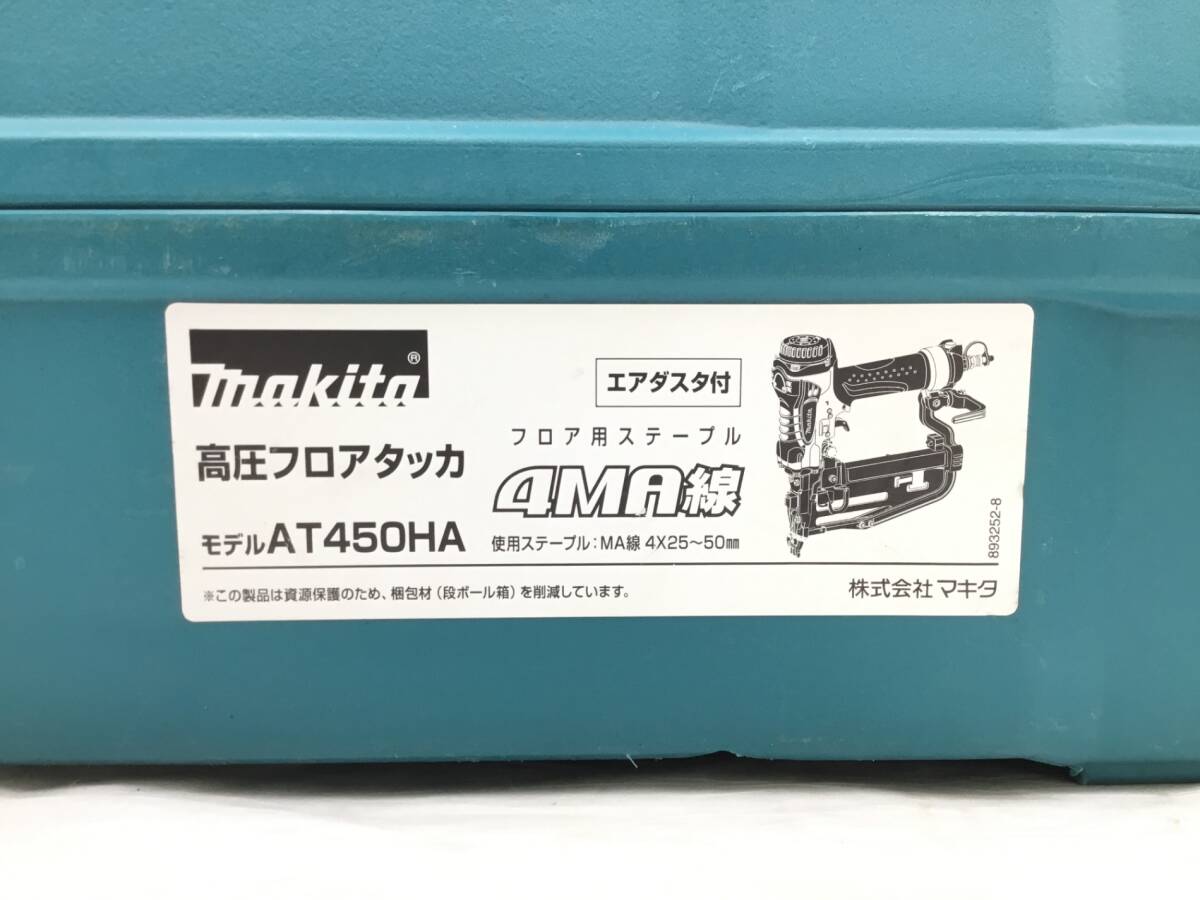 makita®
高圧フロアタッカ
モデルAT450HA
エアダスタ付
フロア用ステープル
4MA線
使用ステープル：MA線 4X25～50㎜
makita
893252-8
※この製品は資源保護のため、梱包材（段ボール箱）を削減しています。
株式会社 マキタ